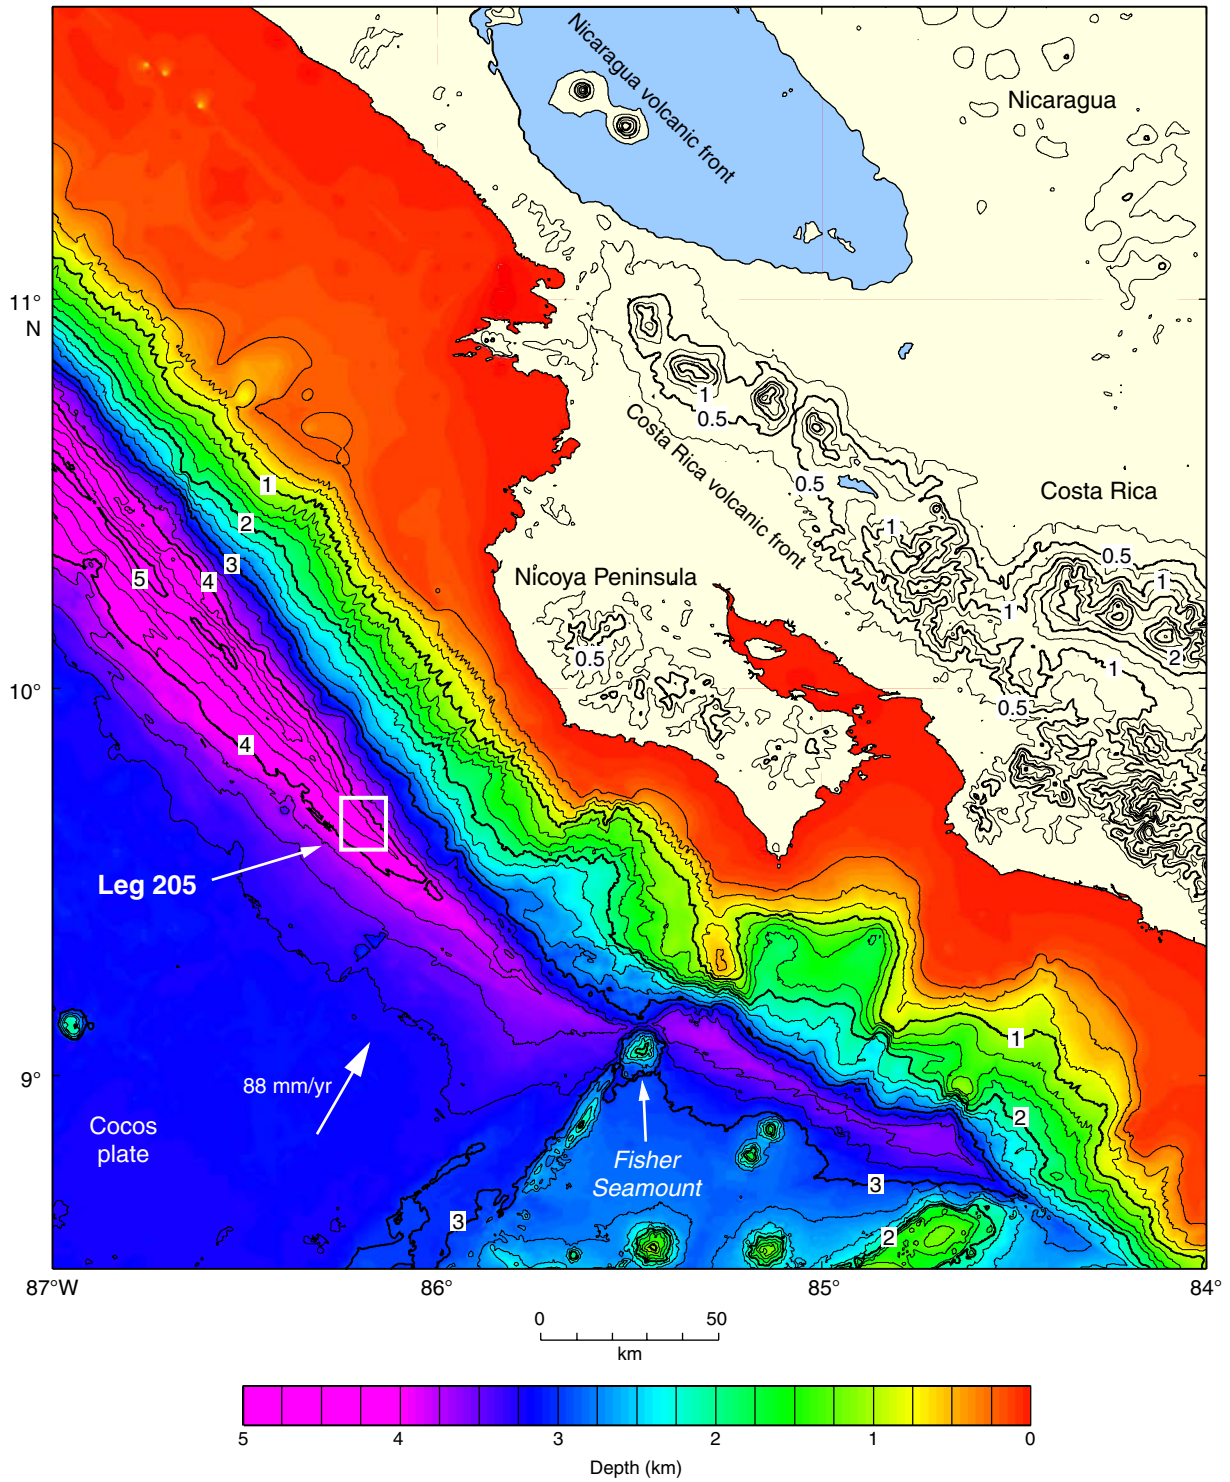 Nicaragua volcanic front
Nicaragua
11°
N
1
0.5
Costa Rica volcanic front
0.5
1
Costa Rica
0.5
1
1
2
1
0.5
1
2
3
4
5
Nicoya Peninsula
0.5
10°
4
Leg 205
1
9°
88 mm/yr
2
Cocos
plate
Fisher
Seamount
3
3
2
87°W
86°
85°
84°
0
50
km
5
4
3
2
1
0
Depth (km)